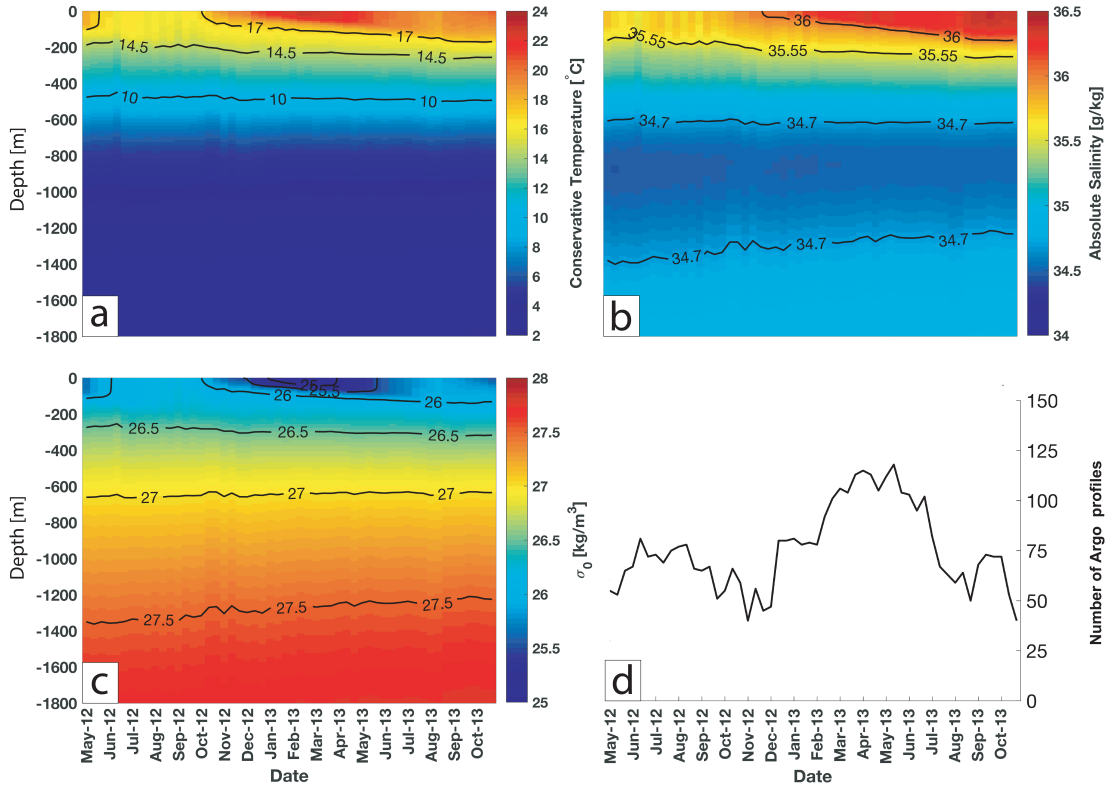 0
-200
-400
-600
-800
-1000
-1200
-1400
-1600
-1800
Depth [m]
17
17
14.5
14.5
14.5
10
10
10
a
24
22
20
18
16
14
12
10
8
6
4
2
Conservative Temperature [°C]
36
36
35.55
35.55
35.55
34.7
34.7
34.7
34.7
34.7
34.7
b
36.5
36
35.5
35
34.5
34
Absolute Salinity [g/kg]
0
-200
-400
-600
-800
-1000
-1200
-1400
-1600
-1800
Depth [m]
25
25.5
26
26
26.5
26.5
26.5
27
27
27
27.5
27.5
27.5
c
May-12
Jun-12
Jul-12
Aug-12
Sep-12
Oct-12
Nov-12
Dec-12
Jan-13
Feb-13
Mar-13
Apr-13
May-13
Jun-13
Jul-13
Aug-13
Sep-13
Oct-13
Date
28
27.5
27
26.5
26
25.5
25
σ0 [kg/m3]
150
125
100
75
50
25
0
Number of Argo profiles
d
May-12
Jun-12
Jul-12
Aug-12
Sep-12
Oct-12
Nov-12
Dec-12
Jan-13
Feb-13
Mar-13
Apr-13
May-13
Jun-13
Jul-13
Aug-13
Sep-13
Oct-13
Date